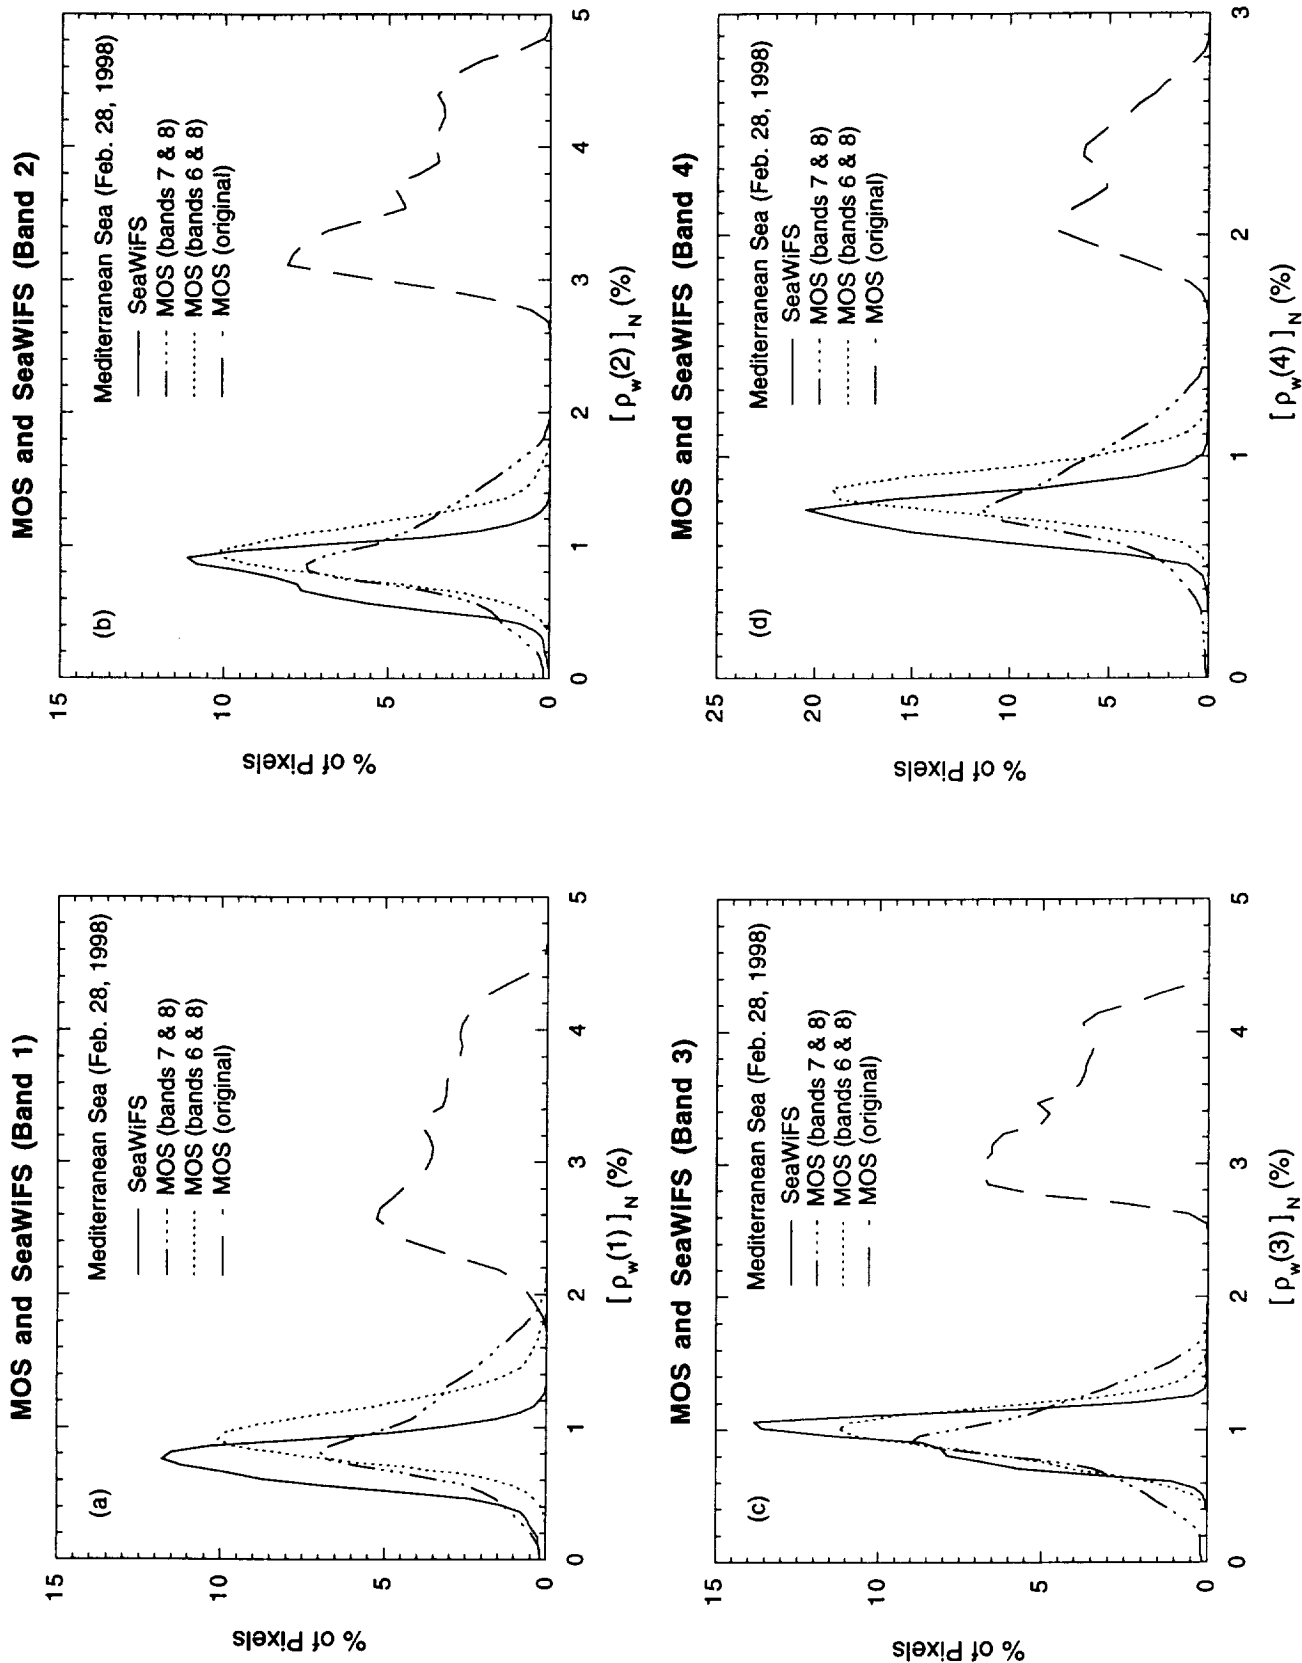 MOS and SeaWiFS (Band 1)
(a)
Mediterranean Sea (Feb. 28, 1998)
SeaWiFS
MOS (bands 7 & 8)
MOS (bands 6 & 8)
MOS (original)
15
10
5
0
% of Pixels
0
1
2
3
4
5
[ ρw(1) ]N (%)
MOS and SeaWiFS (Band 2)
(b)
Mediterranean Sea (Feb. 28, 1998)
SeaWiFS
MOS (bands 7 & 8)
MOS (bands 6 & 8)
MOS (original)
15
10
5
0
% of Pixels
0
1
2
3
4
5
[ ρw(2) ]N (%)
MOS and SeaWiFS (Band 3)
(c)
Mediterranean Sea (Feb. 28, 1998)
SeaWiFS
MOS (bands 7 & 8)
MOS (bands 6 & 8)
MOS (original)
15
10
5
0
% of Pixels
0
1
2
3
4
5
[ ρw(3) ]N (%)
MOS and SeaWiFS (Band 4)
(d)
Mediterranean Sea (Feb. 28, 1998)
SeaWiFS
MOS (bands 7 & 8)
MOS (bands 6 & 8)
MOS (original)
25
20
15
10
5
0
% of Pixels
0
1
2
3
[ ρw(4) ]N (%)